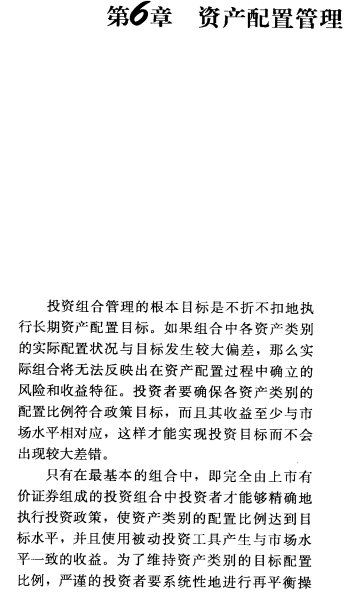 第6章 资产配置管理
投资组合管理的根本目标是不折不扣地执
行长期资产配置目标。如果组合中各资产类别
的实际配置状况与目标发生较大偏差，那么实
际组合将无法反映出在资产配置过程中确立的
风险和收益特征。投资者要确保各资产类别的
配置比例符合政策目标，而且其收益至少与市
场水平相对应，这样才能实现投资目标而不会
出现较大差错。
只有在最基本的组合中，即完全由上市有
价证券组成的投资组合中投资者才能够精确地
执行投资政策，使资产类别的配置比例达到目
标水平，并且使用被动投资工具产生与市场水
平一致的收益。为了维持资产类别的目标配置
比例，严谨的投资者要系统性地进行再平衡操